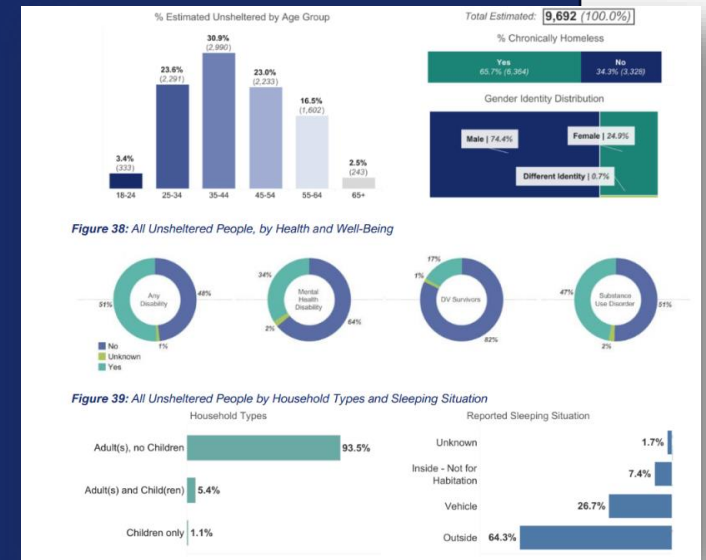 % Estimated Unsheltered by Age Group
30.9%
(2,990)
23.6%
(2,291)
23.0%
(2,233)
16.5%
(1,602)
3.4%
(333)
2.5%
(243)
18-24 25-34 35-44 45-54 55-64 65+
Total Estimated: 9,692 (100.0%)
% Chronically Homeless
Yes
65.7% (6,364)
No
34.3% (3,328)
Gender Identity Distribution
Male | 74.4%
Female | 24.9%
Different Identity | 0.7%
Figure 38: All Unsheltered People, by Health and Well-Being
51%
Any
Disability
48%
1%
No
Unknown
Yes
34%
Mental
Health
Disability
2%
64%
17%
1%
DV Survivors
82%
47%
Substance
Use Disorder
51%
2%
Figure 39: All Unsheltered People by Household Types and Sleeping Situation
Household Types
Adult(s), no Children 93.5%
Adult(s) and Child(ren) 5.4%
Children only 1.1%
Reported Sleeping Situation
Unknown 1.7%
Inside - Not for
Habitation 7.4%
Vehicle 26.7%
Outside 64.3%